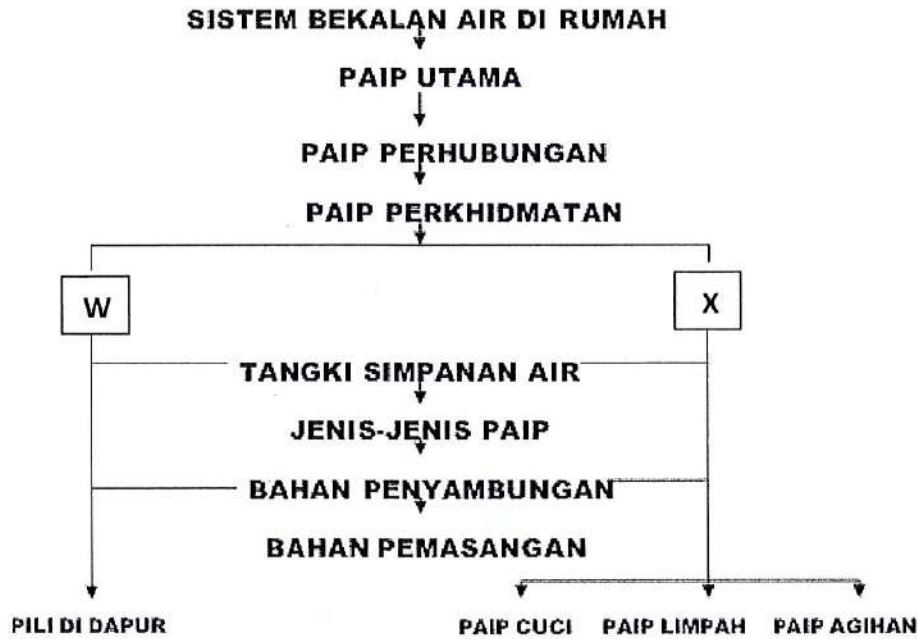 SISTEM BEKALAN AIR DI RUMAH
PAIP UTAMA
PAIP PERHUBUNGAN
PAIP PERKHIDMATAN
W
X
TANGKI SIMPANAN AIR
JENIS-JENIS PAIP
BAHAN PENYAMBUNGAN
BAHAN PEMASANGAN
PILI DI DAPUR
PAIP CUCI
PAIP LIMPAH
PAIP AGIHAN